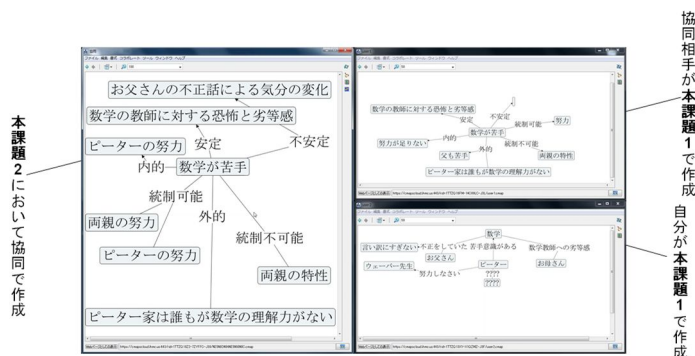 本課題2において協同で作成
お父さんの不正話による気分の変化
数学の教師に対する恐怖と劣等感
ピーターの努力
安定
不安定
内的
数学が苦手
統制可能
外的
両親の努力
統制不可能
ピーターの努力
両親の特性
ピーター家は誰もが数学の理解力がない
数学の教師に対する恐怖と劣等感
安定
不安定
努力
統制可能
内的
数学が苦手
努力が足りない
外的
統制不可能
父も苦手
両親の特性
ピーター家は誰もが数学の理解力がない
数学
言い訳にすぎない
不正をしていた
苦手意識がある
数学教師への劣等感
お父さん
お母さん
ウェーバー先生
ピーター
努力しなさい
????
????
協同相手が本課題1で作成
自分が本課題1で作成